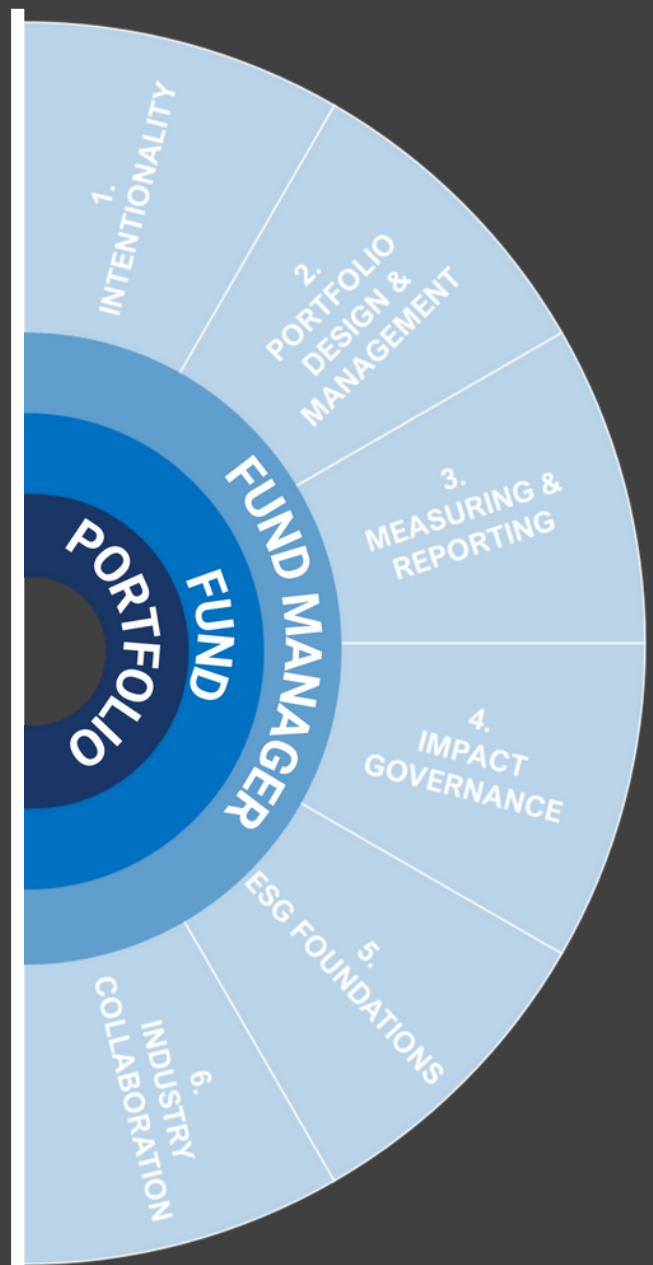 1.
INTENTIONALITY
2.
PORTFOLIO
DESIGN &
MANAGEMENT
3.
MEASURING &
REPORTING
4.
IMPACT
GOVERNANCE
5.
ESG FOUNDATIONS
6.
INDUSTRY
COLLABORATION
FUND MANAGER
FUND
PORTFOLIO